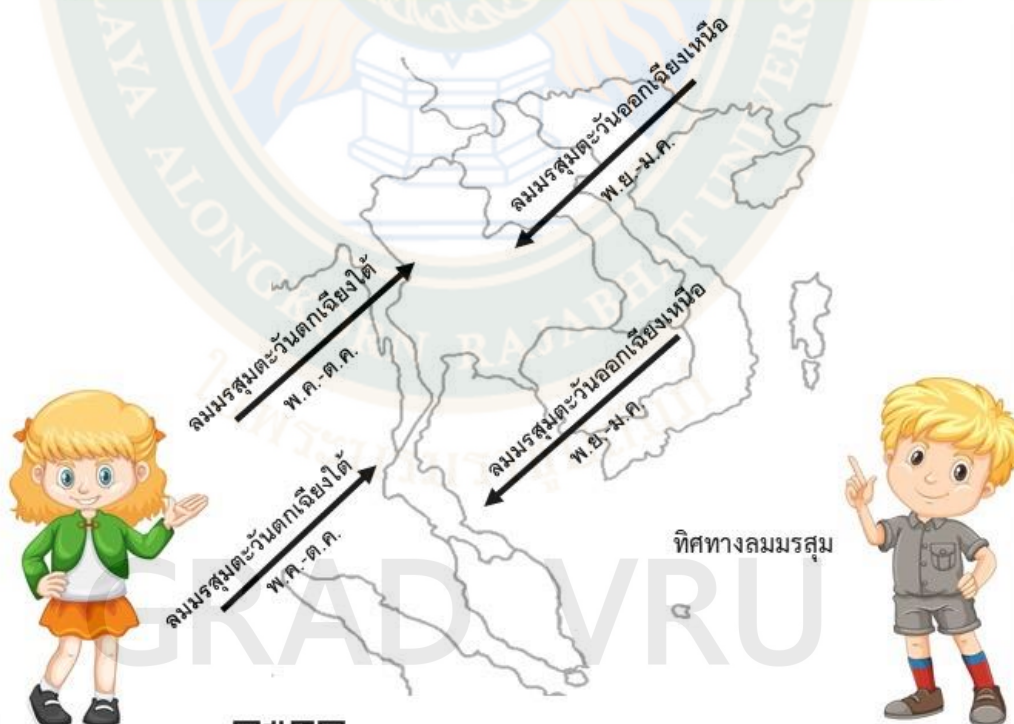 ลมมรสุมตะวันออกเฉียงเหนือ
พ.ย.-ม.ค.
ลมมรสุมตะวันตกเฉียงใต้
พ.ค.-ต.ค.
ลมมรสุมตะวันออกเฉียงเหนือ
พ.ย.-ม.ค.
ลมมรสุมตะวันตกเฉียงใต้
พ.ค.-ต.ค.
ทิศทางลมมรสุม
GRAD VRU